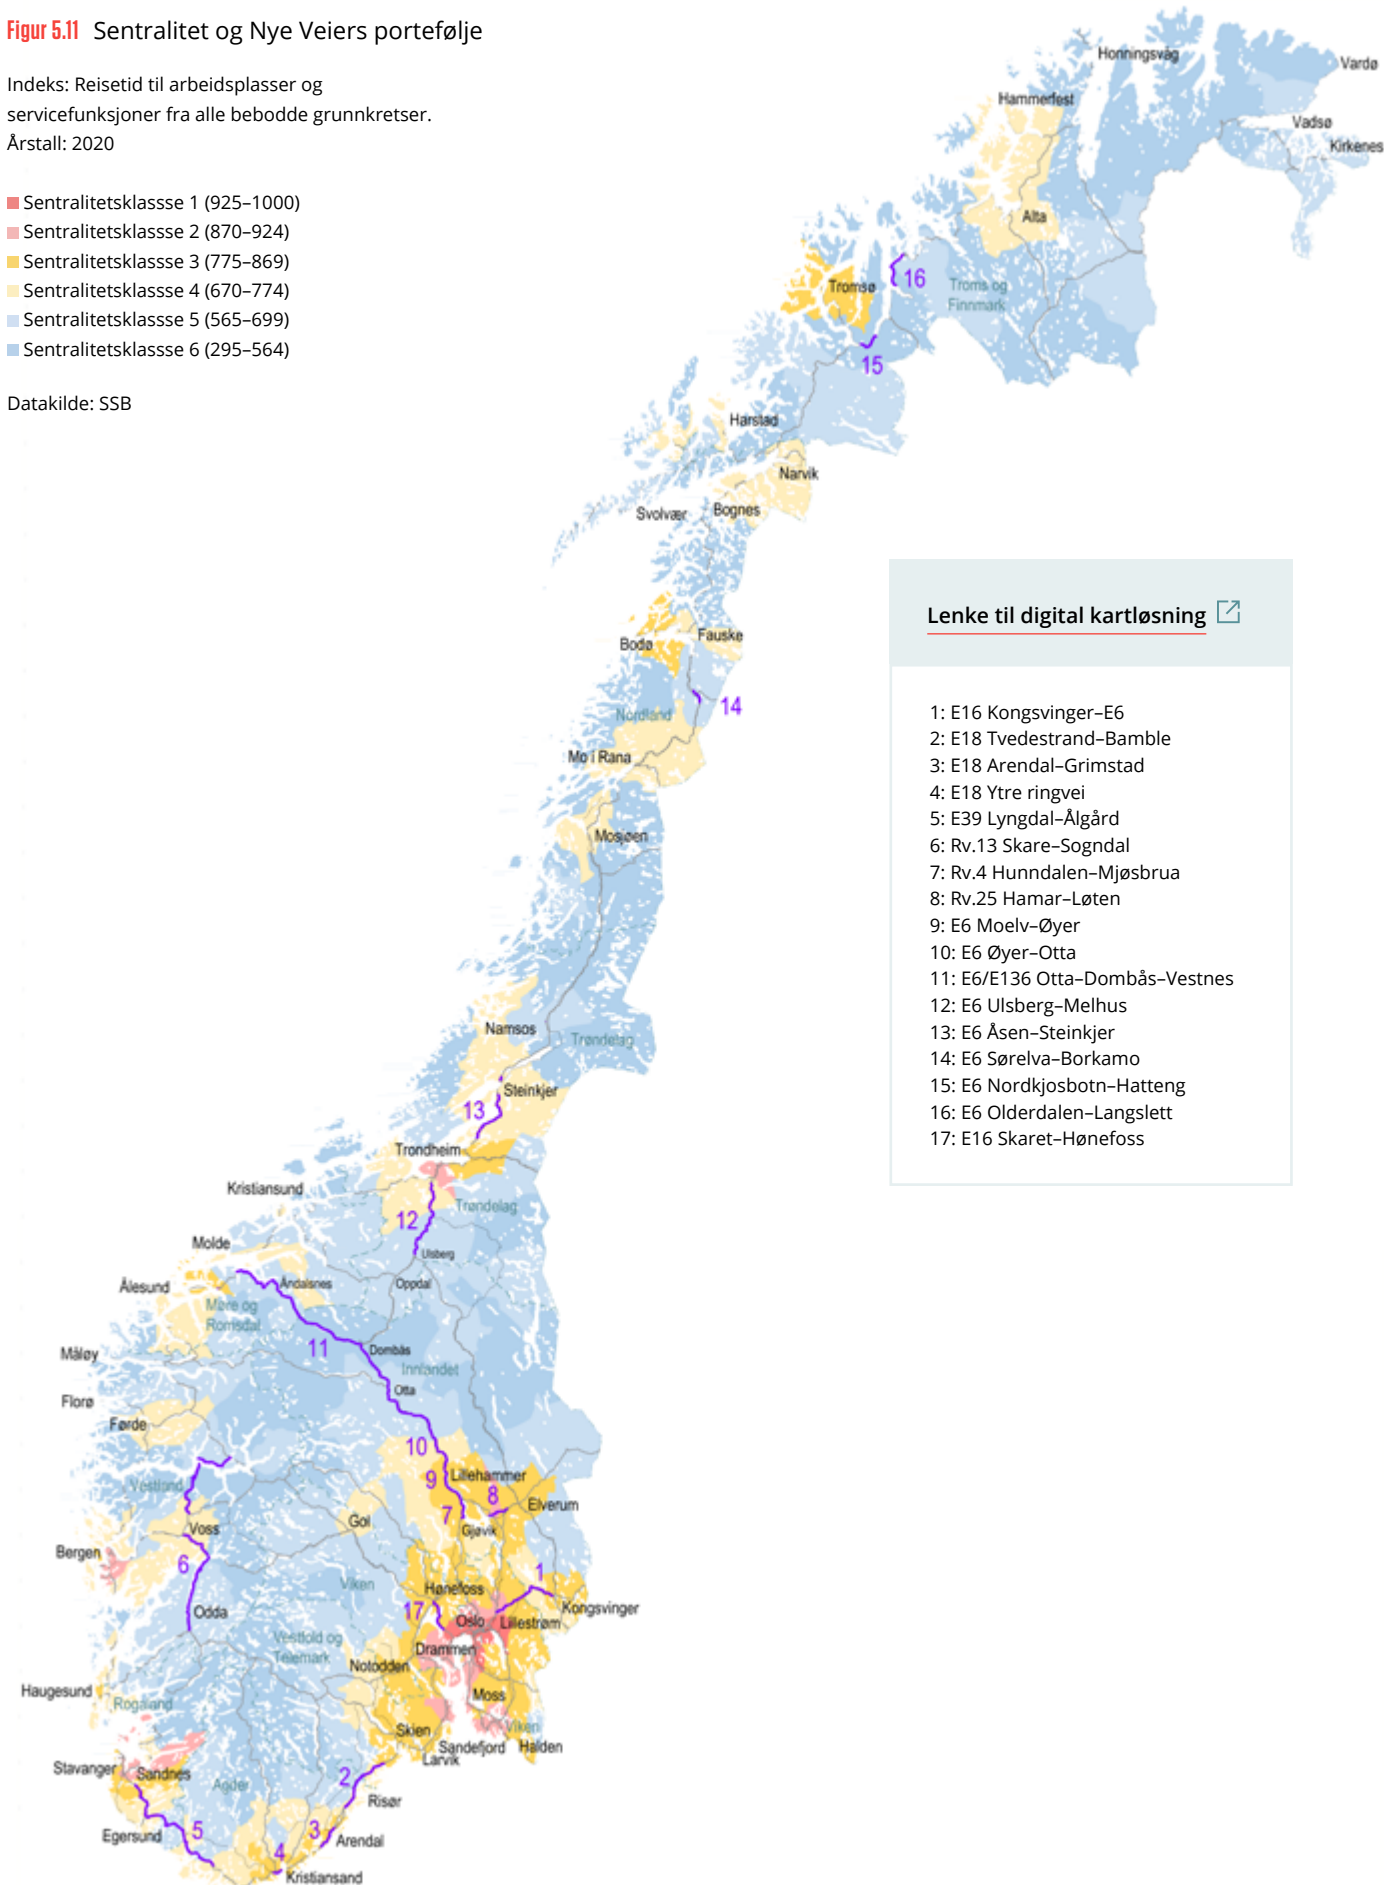 Figur 5.11 Sentralitet og Nye Veiers portefølje
Indeks: Reisetid til arbeidsplasser og
servicefunksjoner fra alle bebodde grunnkretser.
Årstall: 2020
Sentralitetsklassse 1 (925–1000)
Sentralitetsklassse 2 (870–924)
Sentralitetsklassse 3 (775–869)
Sentralitetsklassse 4 (670–774)
Sentralitetsklassse 5 (565–699)
Sentralitetsklassse 6 (295–564)
Datakilde: SSB
Honningsvåg
Vardø
Hammerfest
Vadsø
Kirkenes
Alta
16
Tromsø
Troms og
Finnmark
15
Harstad
Narvik
Svolvær
Bognes
Lenke til digital kartløsning
1: E16 Kongsvinger–E6
2: E18 Tvedestrand–Bamble
3: E18 Arendal–Grimstad
4: E18 Ytre ringvei
5: E39 Lyngdal–Ålgård
6: Rv.13 Skare–Sogndal
7: Rv.4 Hunndalen–Mjøsbrua
8: Rv.25 Hamar–Løten
9: E6 Moelv–Øyer
10: E6 Øyer–Otta
11: E6/E136 Otta–Dombås–Vestnes
12: E6 Ulsberg–Melhus
13: E6 Åsen–Steinkjer
14: E6 Sørelva–Borkamo
15: E6 Nordkjosbotn–Hatteng
16: E6 Olderdalen–Langslett
17: E16 Skaret–Hønefoss
Fauske
Bodø
14
Nordland
Mo i Rana
Mosjøen
Namsos
Trøndelag
Steinkjer
13
Trondheim
Kristiansund
Trøndelag
12
Molde
Ulsberg
Ålesund
Åndalsnes
Oppdal
Møre og
Romsdal
11
Dombås
Måløy
Innlandet
Otta
Florø
Førde
10
9
Lillehammer
Vestland
8
Elverum
7
Gol
Gjøvik
Voss
Bergen
6
1
Viken
Hønefoss
Kongsvinger
Odda
17
Oslo
Lillestrøm
Vestfold og
Telemark
Drammen
Notodden
Haugesund
Moss
Rogaland
Skien
Viken
Sandefjord
Halden
Larvik
Stavanger
Sandnes
2
Agder
Risør
Egersund
5
3
Arendal
4
Kristiansand